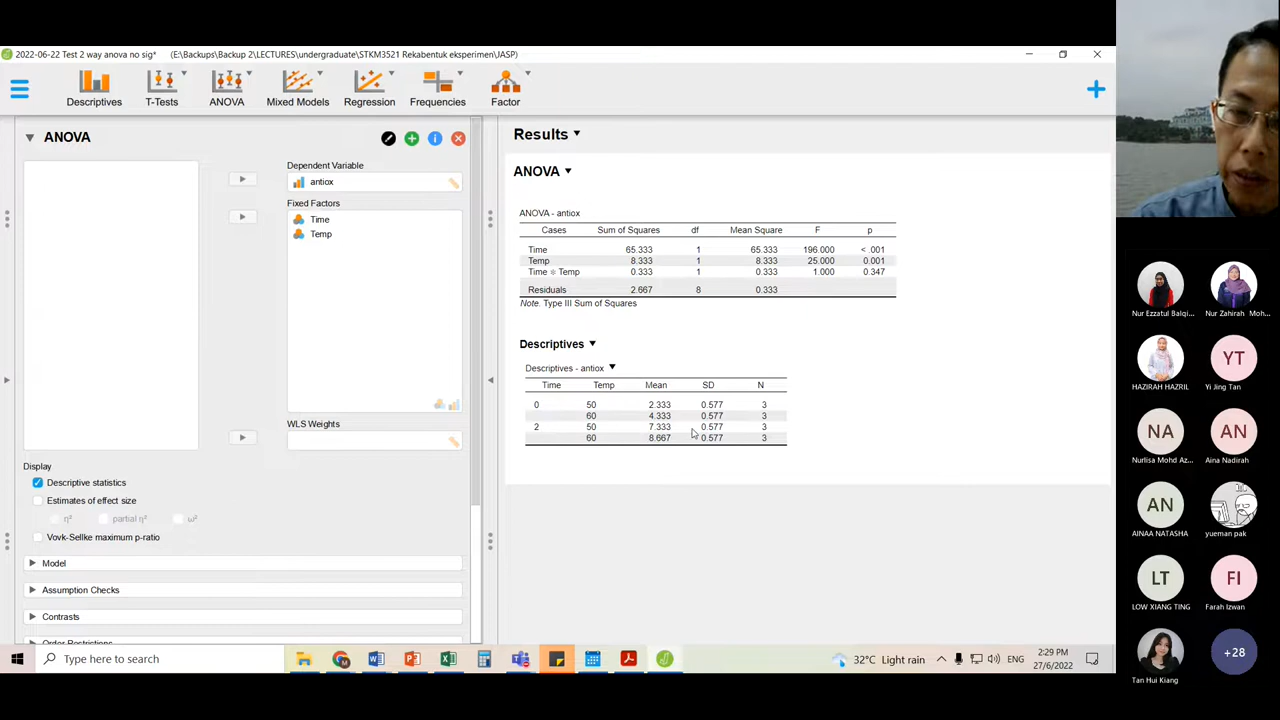 2022-06-22 Test 2 way anova no sig* (E:\Backups\Backup 2\LECTURES\undergraduate\STKM3521 Rekabentuk eksperimen\JASP)
Descriptives T-Tests ANOVA Mixed Models Regression Frequencies Factor
ANOVA
Dependent Variable
antiox
Fixed Factors
Time
Temp
WLS Weights
Display
Descriptive statistics
Estimates of effect size
η² partial η² ω²
Vovk-Sellke maximum p-ratio
Model
Assumption Checks
Contrasts
Order Restrictions
Results
ANOVA
ANOVA - antiox
Cases Sum of Squares df Mean Square F p
Time 65.333 1 65.333 196.000 < .001
Temp 8.333 1 8.333 25.000 0.001
Time ✻ Temp 0.333 1 0.333 1.000 0.347
Residuals 2.667 8 0.333
Note. Type III Sum of Squares
Descriptives
Descriptives - antiox
Time Temp Mean SD N
0 50 2.333 0.577 3
60 4.333 0.577 3
2 50 7.333 0.577 3
60 8.667 0.577 3
Nur Ezzatul Balqi... Nur Zahirah Moh...
YT
HAZIRAH HAZRIL Yi Jing Tan
NA AN
Nurlisa Mohd Az... Aina Nadirah
AN
AINAA NATASHA yueman pak
LT FI
LOW XIANG TING Farah Izwan
+28
Tan Hui Kiang
Type here to search
32°C Light rain
ENG
2:29 PM
27/6/2022